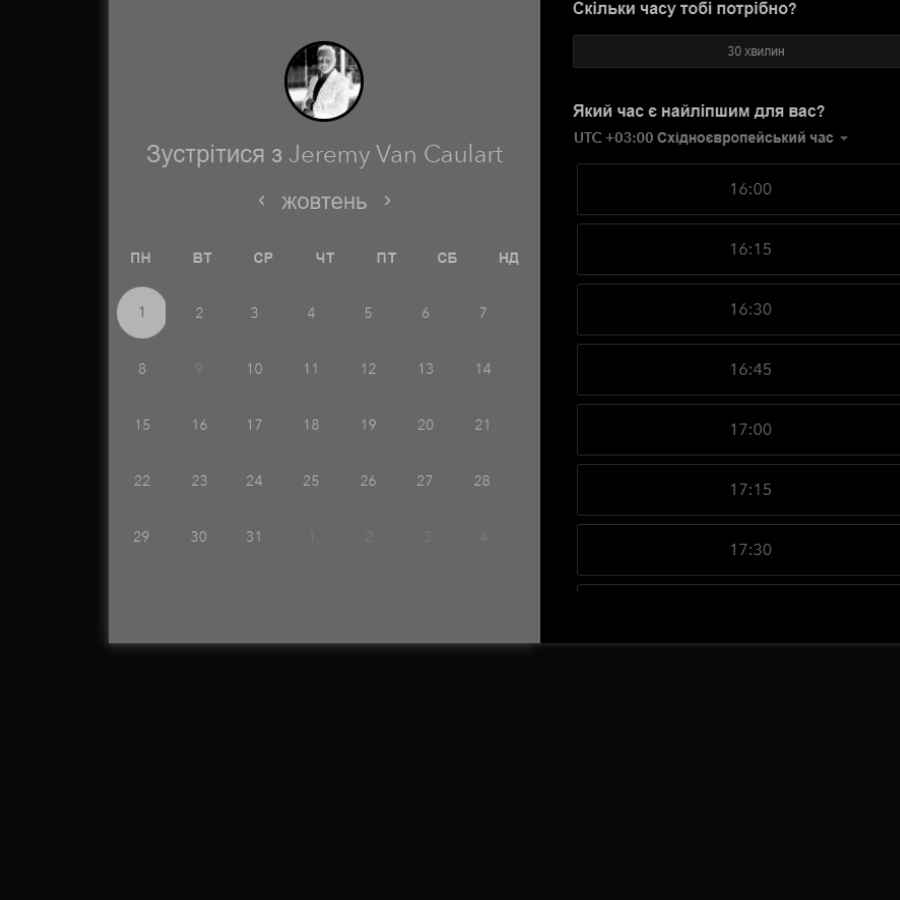 Зустрітися з Jeremy Van Caulart
‹ жовтень ›
ПН ВТ СР ЧТ ПТ СБ НД
1 2 3 4 5 6 7
8 9 10 11 12 13 14
15 16 17 18 19 20 21
22 23 24 25 26 27 28
29 30 31 1 2 3 4
Скільки часу тобі потрібно?
30 хвилин
Який час є найліпшим для вас?
UTC +03:00 Східноєвропейський час
16:00
16:15
16:30
16:45
17:00
17:15
17:30